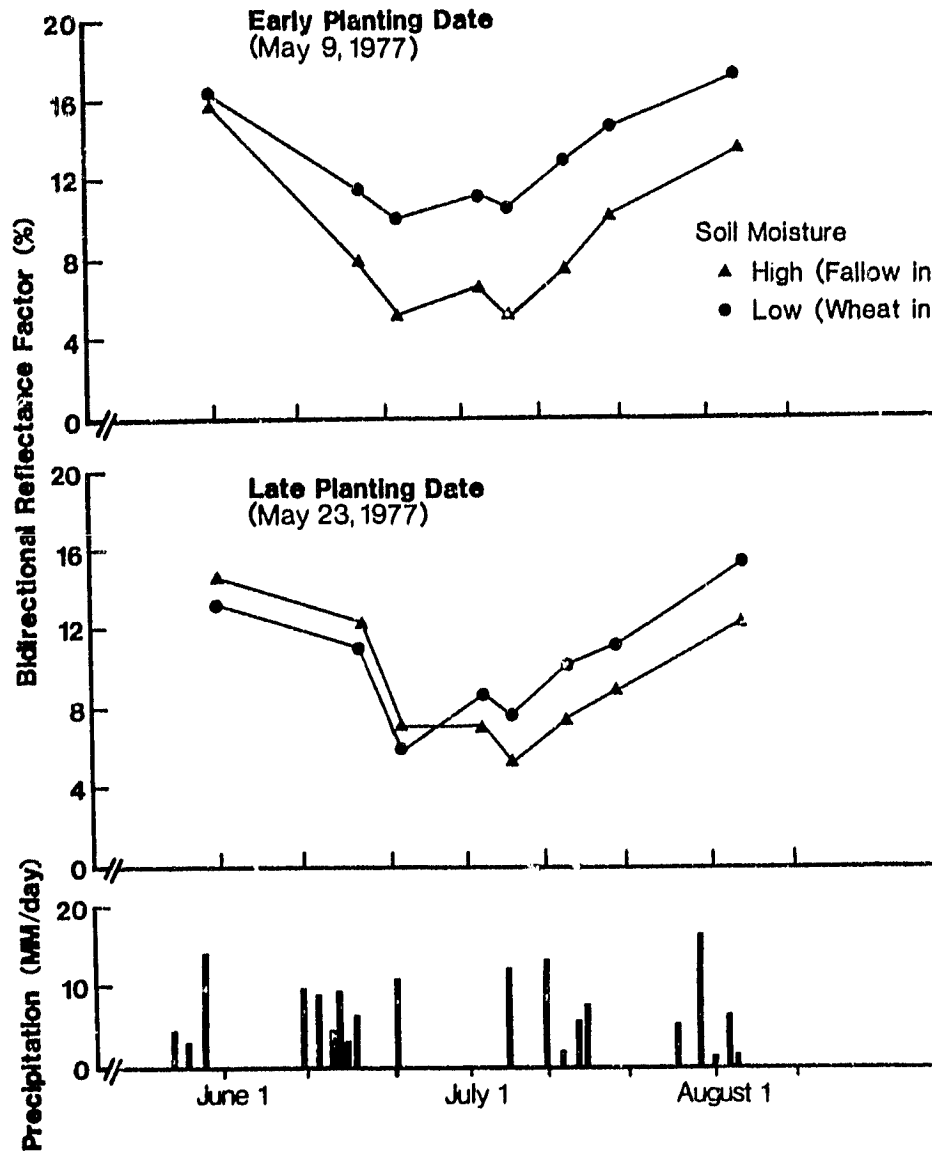 Early Planting Date
(May 9, 1977)
20
16
12
8
4
0
Soil Moisture
High (Fallow in
Low (Wheat in
Bidirectional Reflectance Factor (%)
Late Planting Date
(May 23, 1977)
20
16
12
8
4
0
Precipitation (MM/day)
20
10
0
June 1
July 1
August 1